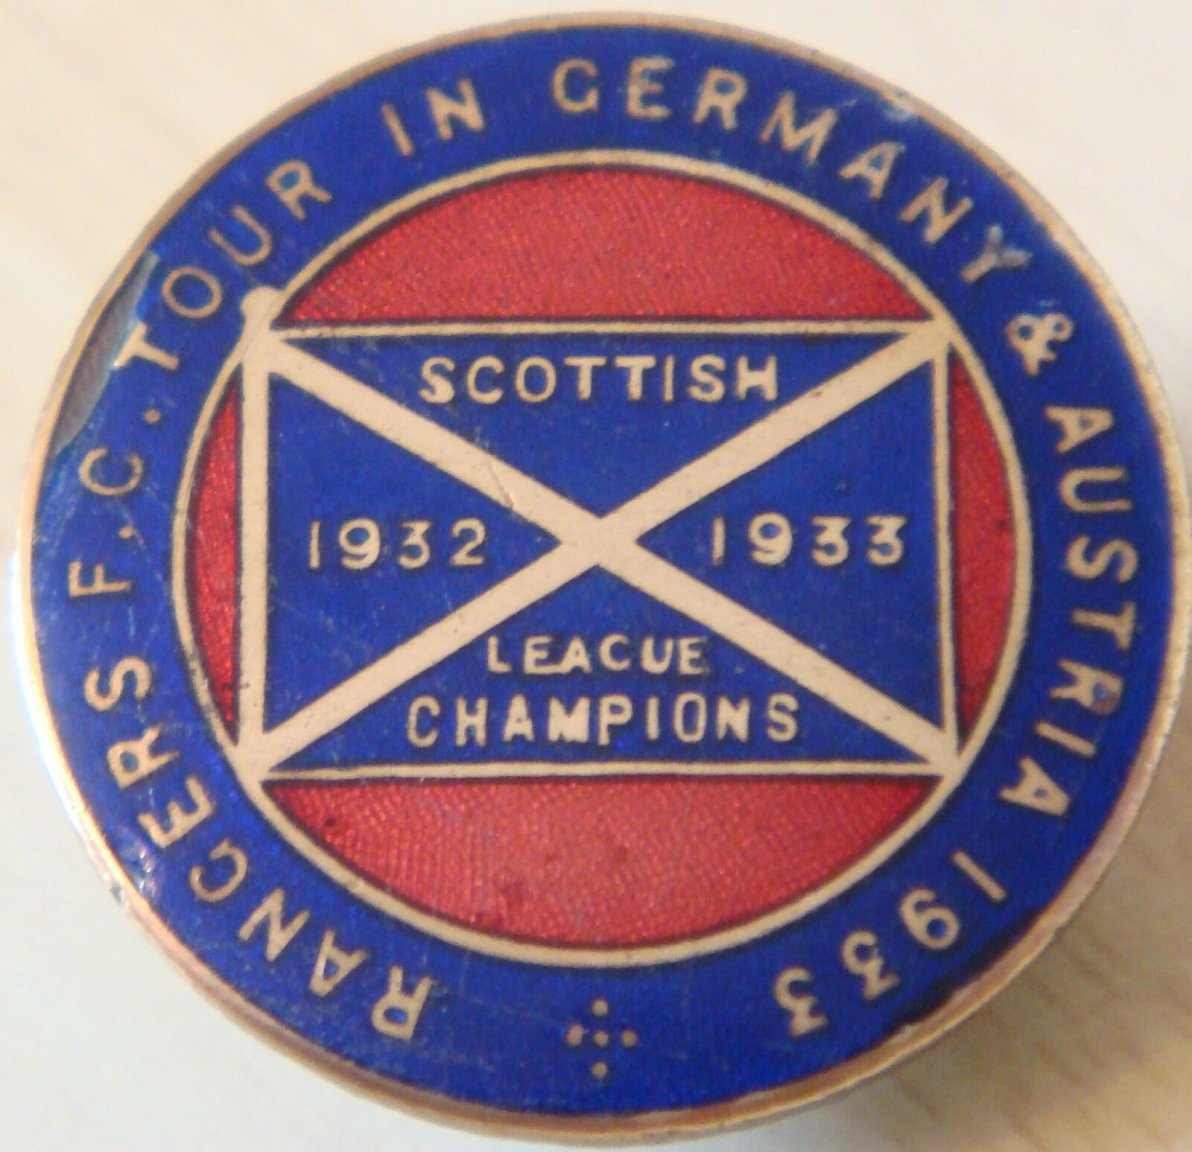 RANGERS F.C. TOUR IN GERMANY & AUSTRIA 1933
SCOTTISH
1932 1933
LEAGUE
CHAMPIONS